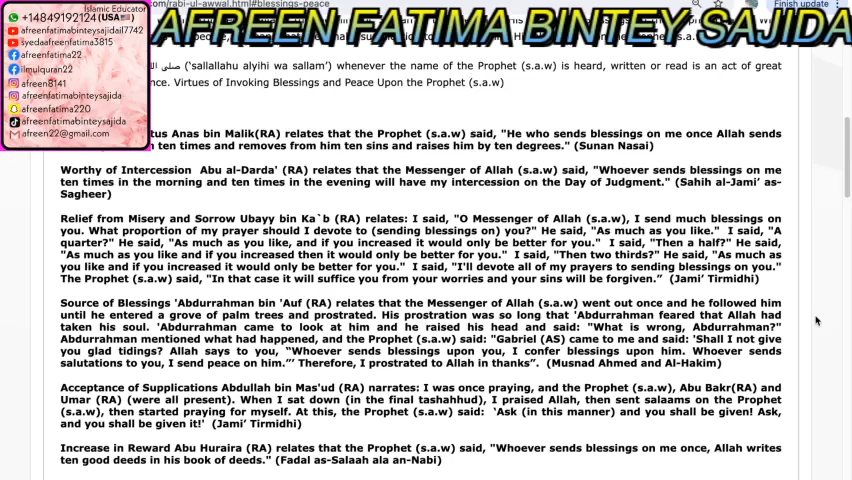 .com/rabi-ul-awwal.html#blessings-peace
Finish update
Islamic Educator
+14849192124 (USA🇺🇸)
afreenfatimabinteysajidali7742
syedaafreenfatima3815
afreenfatima22
ilmulquran22
afreen8141
afreenfatimabinteysajida
afreenfatima220
afreenfatimabinteysajida
afreen22@gmail.com
AFREEN FATIMA BINTEY SAJIDA
('sallallahu alyihi wa sallam') whenever the name of the Prophet (s.a.w) is heard, written or read is an act of great
nce. Virtues of Invoking Blessings and Peace Upon the Prophet (s.a.w)
tus Anas bin Malik(RA) relates that the Prophet (s.a.w) said, "He who sends blessings on me once Allah sends
n ten times and removes from him ten sins and raises him by ten degrees." (Sunan Nasai)
Worthy of Intercession Abu al-Darda' (RA) relates that the Messenger of Allah (s.a.w) said, "Whoever sends blessings on me
ten times in the morning and ten times in the evening will have my intercession on the Day of Judgment." (Sahih al-Jami' as-
Sagheer)
Relief from Misery and Sorrow Ubayy bin Ka`b (RA) relates: I said, "O Messenger of Allah (s.a.w), I send much blessings on
you. What proportion of my prayer should I devote to (sending blessings on) you?" He said, "As much as you like." I said, "A
quarter?" He said, "As much as you like, and if you increased it would only be better for you." I said, "Then a half?" He said,
"As much as you like and if you increased then it would only be better for you." I said, "Then two thirds?" He said, "As much
as you like and if you increased it would only be better for you." I said, "I'll devote all of my prayers to sending blessings on you."
The Prophet (s.a.w) said, "In that case it will suffice you from your worries and your sins will be forgiven.” (Jami’ Tirmidhi)
Source of Blessings 'Abdurrahman bin 'Auf (RA) relates that the Messenger of Allah (s.a.w) went out once and he followed him
until he entered a grove of palm trees and prostrated. His prostration was so long that 'Abdurrahman feared that Allah had
taken his soul. 'Abdurrahman came to look at him and he raised his head and said: "What is wrong, Abdurrahman?"
Abdurrahman mentioned what had happened, and the Prophet (s.a.w) said: "Gabriel (AS) came to me and said: 'Shall I not give
you glad tidings? Allah says to you, “Whoever sends blessings upon you, I confer blessings upon him. Whoever sends
salutations to you, I send peace on him.”’ Therefore, I prostrated to Allah in thanks”. (Musnad Ahmed and Al-Hakim)
Acceptance of Supplications Abdullah bin Mas'ud (RA) narrates: I was once praying, and the Prophet (s.a.w), Abu Bakr(RA) and
Umar (RA) (were all present). When I sat down (in the final tashahhud), I praised Allah, then sent salaams on the Prophet
(s.a.w), then started praying for myself. At this, the Prophet (s.a.w) said: ‘Ask (in this manner) and you shall be given! Ask,
and you shall be given it!' (Jami’ Tirmidhi)
Increase in Reward Abu Huraira (RA) relates that the Prophet (s.a.w) said, "Whoever sends blessings on me once, Allah writes
ten good deeds in his book of deeds." (Fadal as-Salaah ala an-Nabi)